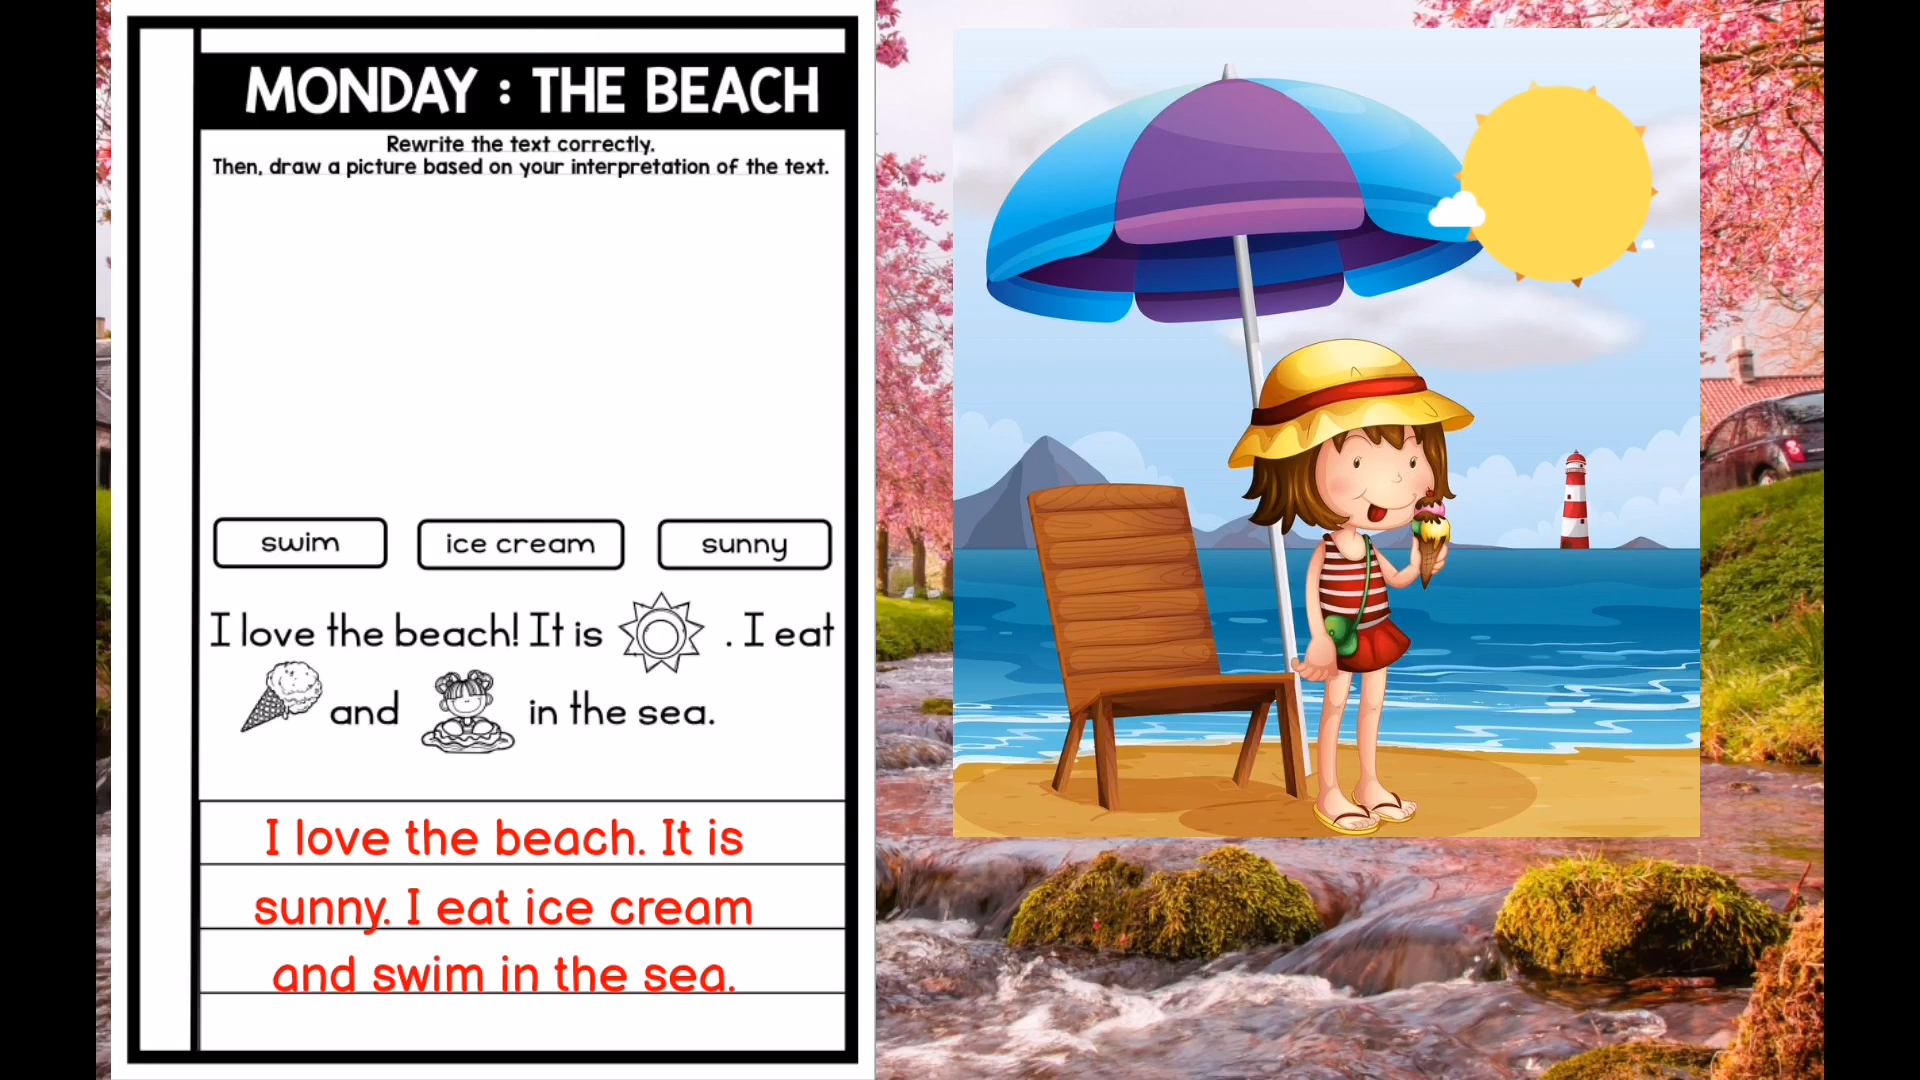 MONDAY : THE BEACH
Rewrite the text correctly.
Then, draw a picture based on your interpretation of the text.
swim ice cream sunny
I love the beach! It is . I eat
and in the sea.
I love the beach. It is
sunny. I eat ice cream
and swim in the sea.